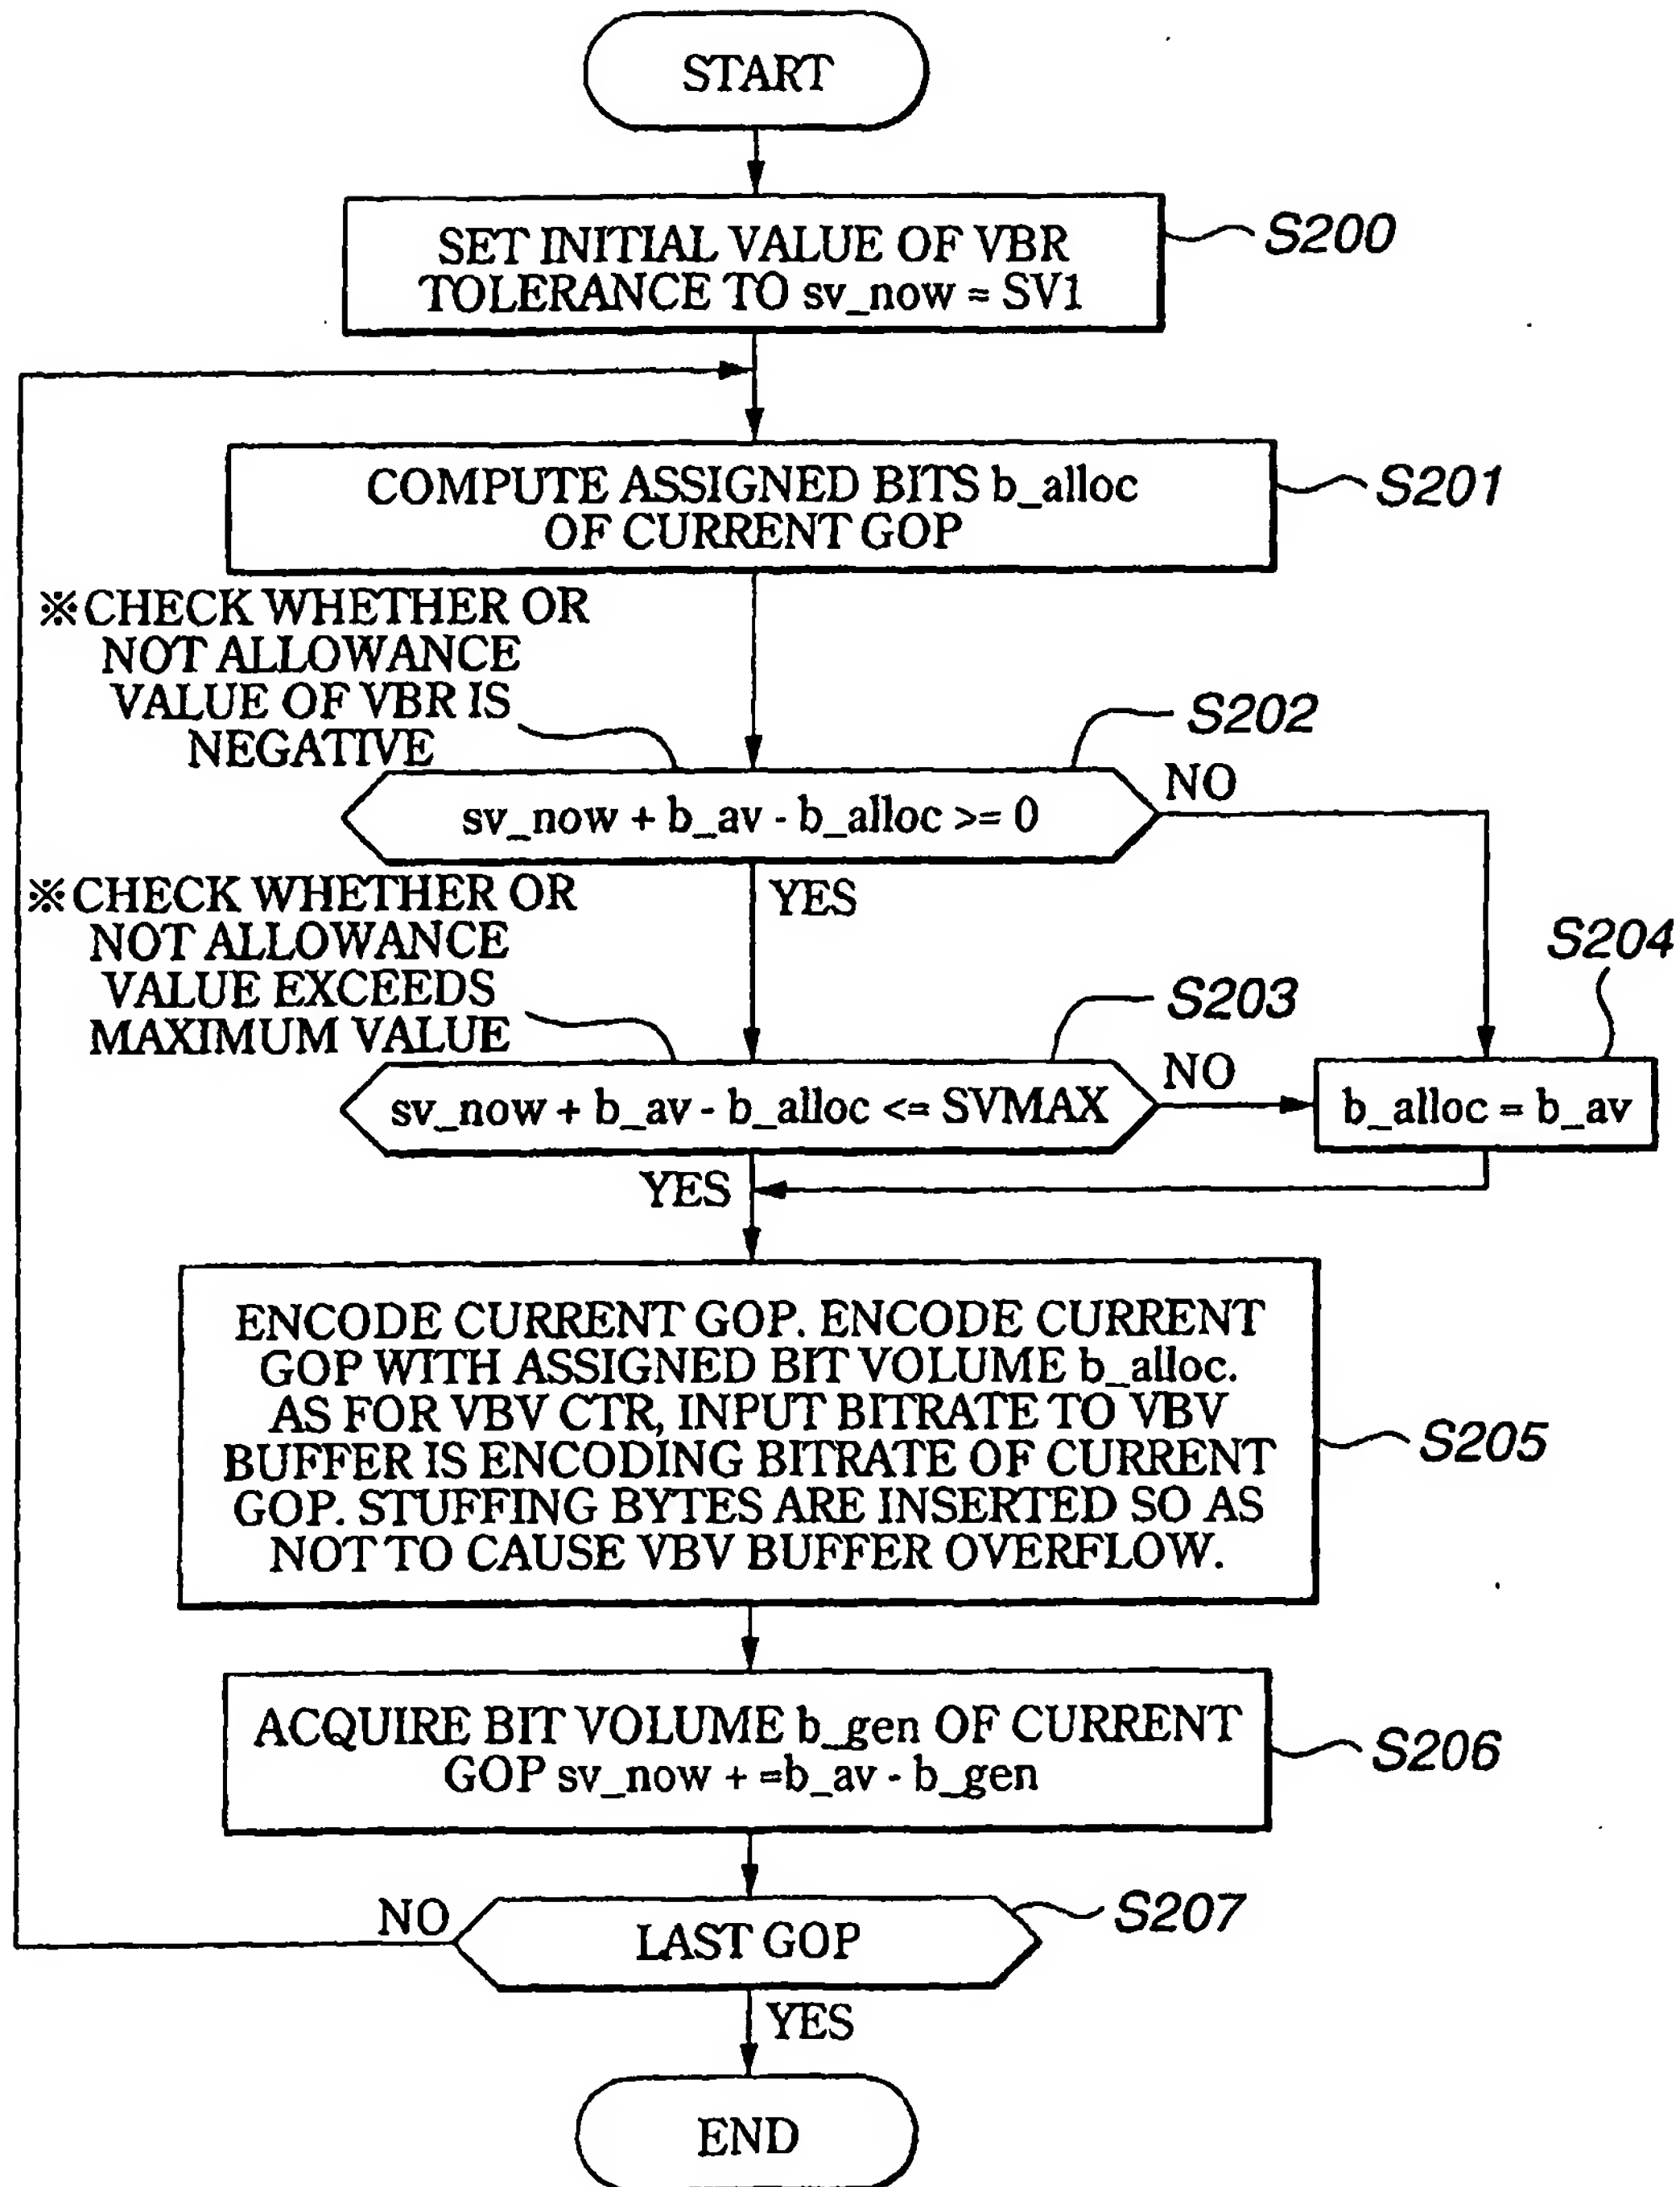 START
SET INITIAL VALUE OF VBR
TOLERANCE TO sv_now = SV1
S200
COMPUTE ASSIGNED BITS b_alloc
OF CURRENT GOP
S201
※CHECK WHETHER OR
NOT ALLOWANCE
VALUE OF VBR IS
NEGATIVE
S202
sv_now + b_av - b_alloc >= 0
NO
YES
※CHECK WHETHER OR
NOT ALLOWANCE
VALUE EXCEEDS
MAXIMUM VALUE
S203
S204
sv_now + b_av - b_alloc <= SVMAX
NO
b_alloc = b_av
YES
ENCODE CURRENT GOP. ENCODE CURRENT
GOP WITH ASSIGNED BIT VOLUME b_alloc.
AS FOR VBV CTR, INPUT BITRATE TO VBV
BUFFER IS ENCODING BITRATE OF CURRENT
GOP. STUFFING BYTES ARE INSERTED SO AS
NOT TO CAUSE VBV BUFFER OVERFLOW.
S205
ACQUIRE BIT VOLUME b_gen OF CURRENT
GOP sv_now + =b_av - b_gen
S206
NO
LAST GOP
S207
YES
END